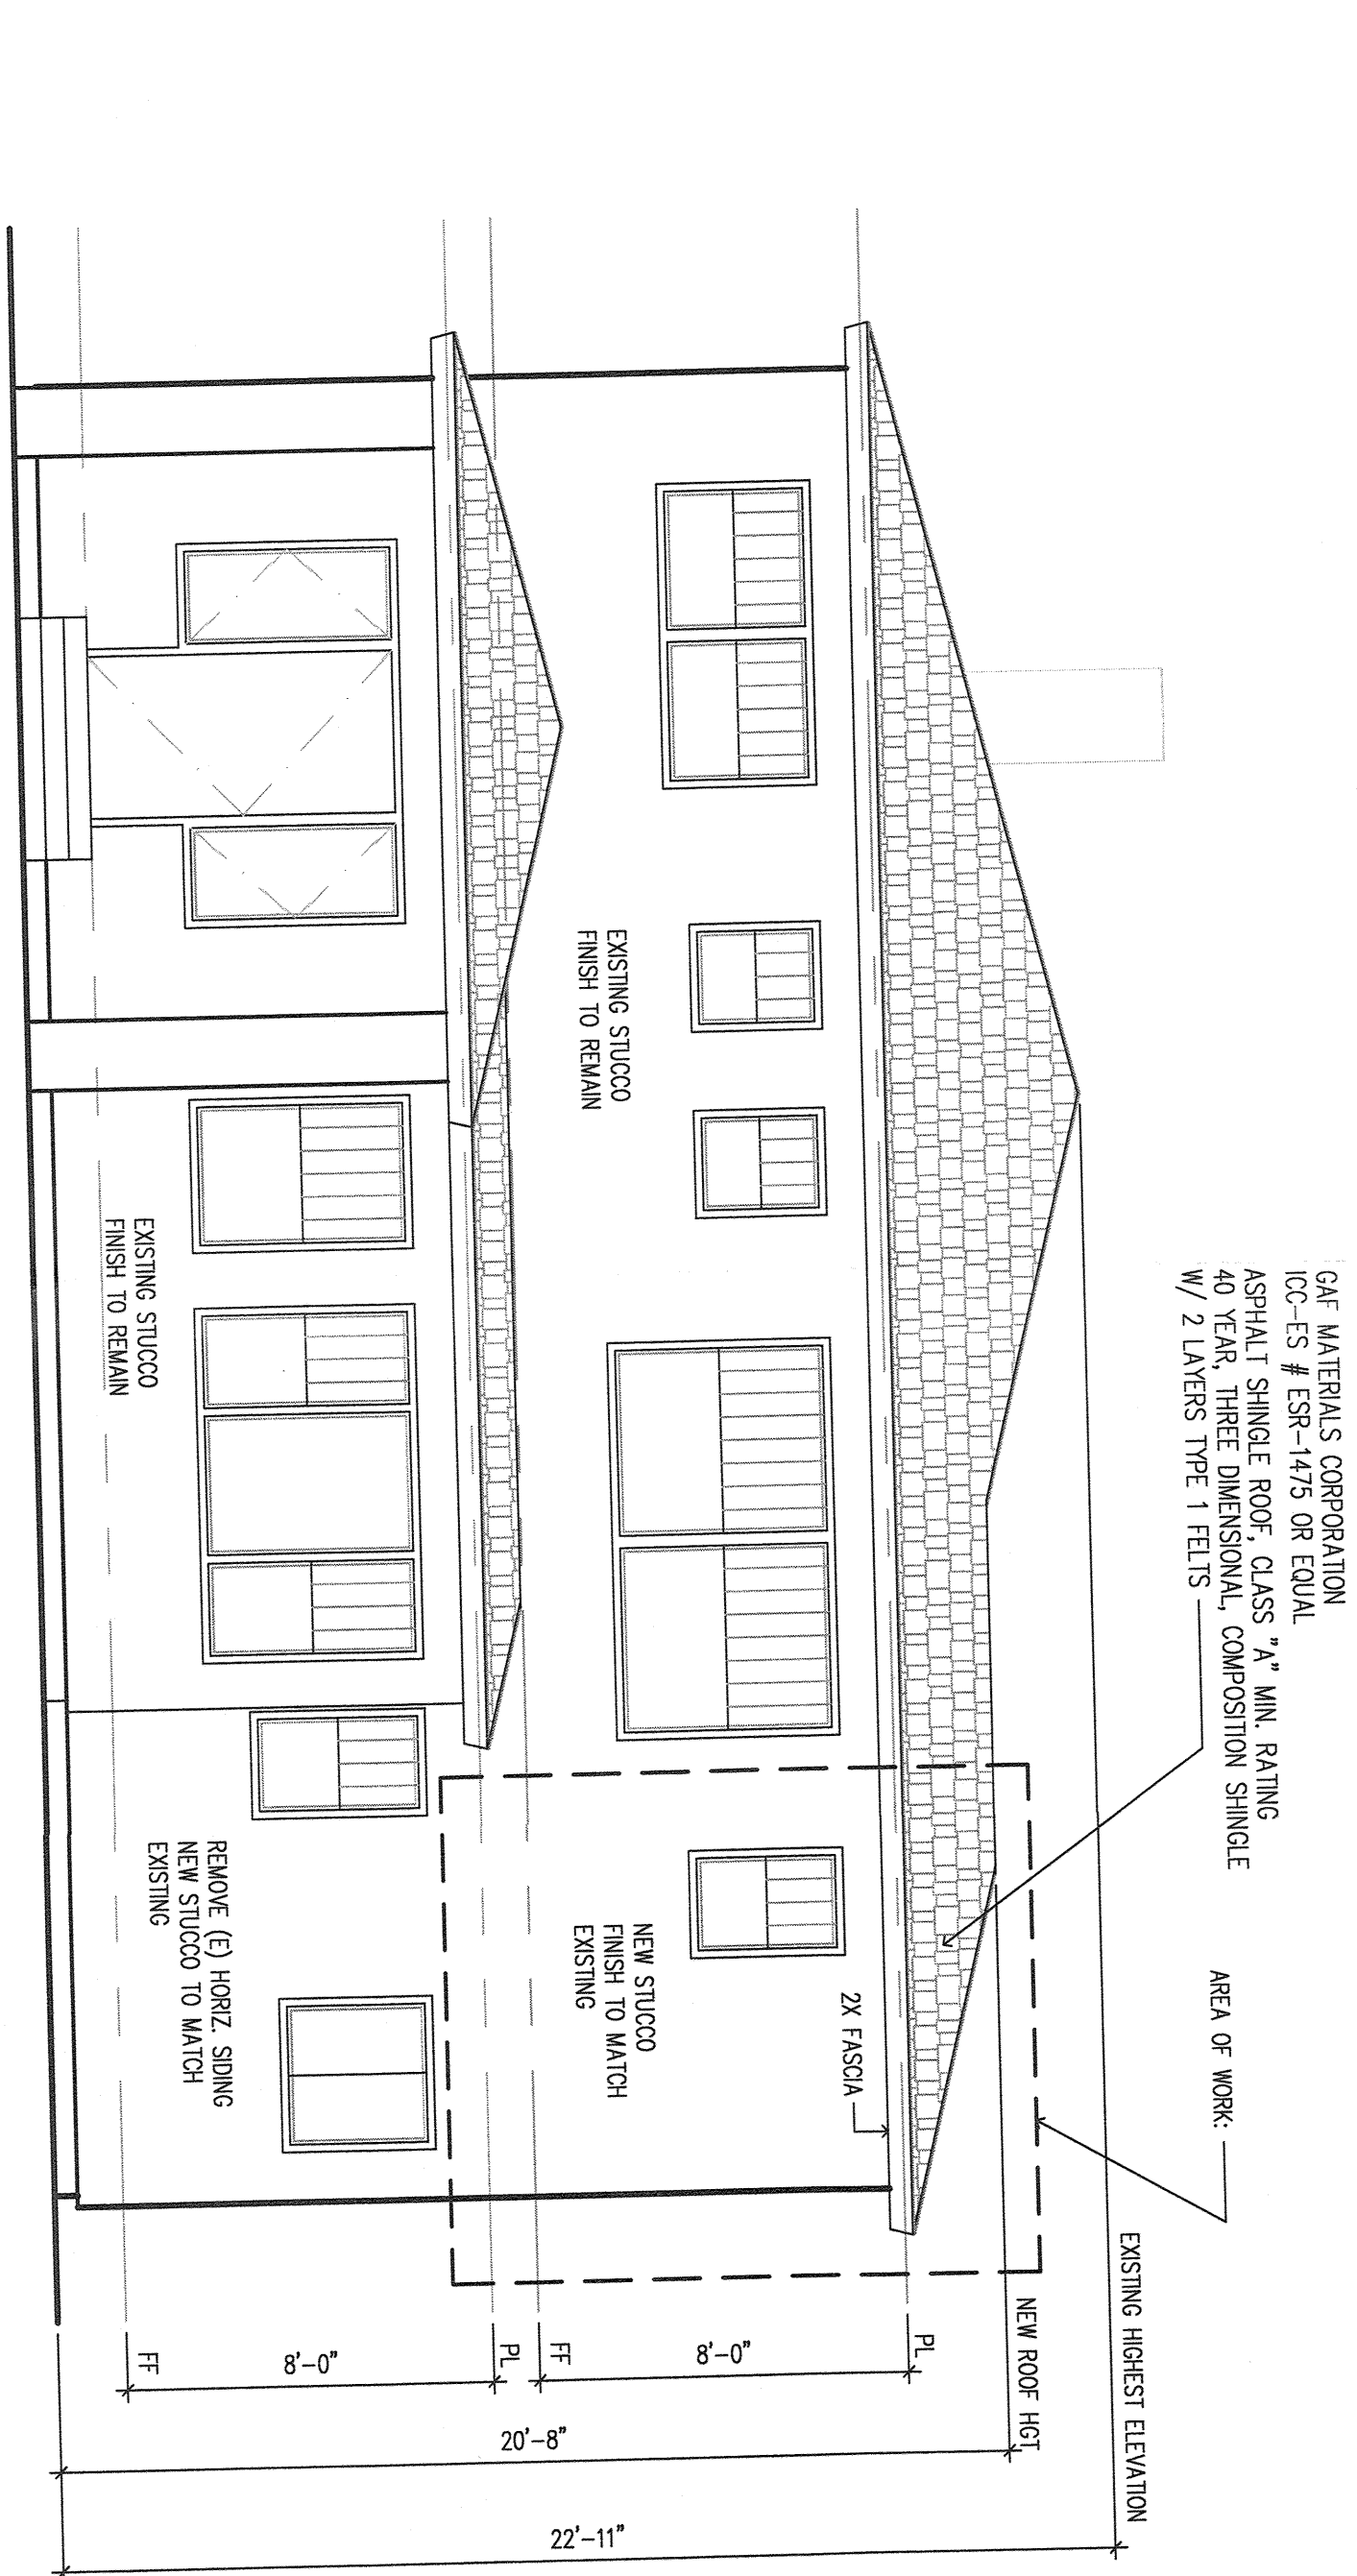 GAF MATERIALS CORPORATION
ICC-ES # ESR-1475 OR EQUAL
ASPHALT SHINGLE ROOF, CLASS "A" MIN. RATING
40 YEAR, THREE DIMENSIONAL, COMPOSITION SHINGLE
W/ 2 LAYERS TYPE 1 FELTS
AREA OF WORK:
EXISTING HIGHEST ELEVATION
NEW ROOF HGT
PL
8'-0"
FF
PL
8'-0"
FF
20'-8"
22'-11"
2X FASCIA
EXISTING STUCCO
FINISH TO REMAIN
NEW STUCCO
FINISH TO MATCH
EXISTING
EXISTING STUCCO
FINISH TO REMAIN
REMOVE (E) HORIZ. SIDING
NEW STUCCO TO MATCH
EXISTING